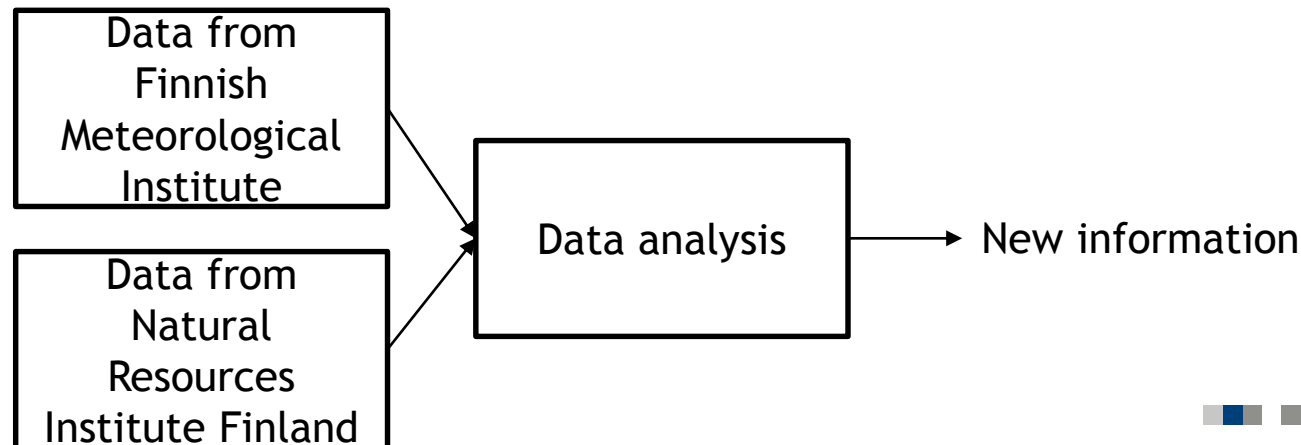 Data from
Finnish
Meteorological
Institute
Data from
Natural
Resources
Institute Finland
Data analysis
New information